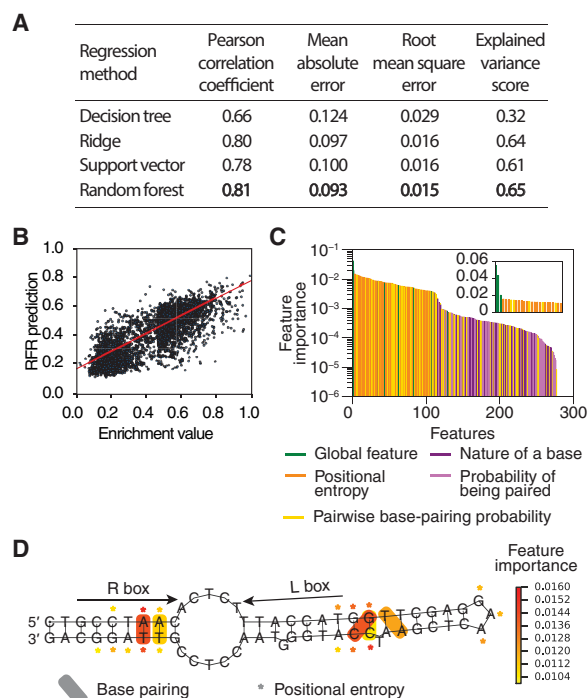 A
Regression method
Pearson correlation coefficient
Mean absolute error
Root mean square error
Explained variance score
Decision tree 0.66 0.124 0.029 0.32
Ridge 0.80 0.097 0.016 0.64
Support vector 0.78 0.100 0.016 0.61
Random forest 0.81 0.093 0.015 0.65
B
1.0
0.8
0.6
0.4
0.2
0.0
RFR prediction
0.0 0.2 0.4 0.6 0.8 1.0
Enrichment value
C
10⁻¹
10⁻²
10⁻³
10⁻⁴
10⁻⁵
10⁻⁶
Feature importance
0.06
0.04
0.02
0
0 100 200 300
Features
Global feature
Nature of a base
Positional entropy
Probability of being paired
Pairwise base-pairing probability
D
R box
L box
5′ CTGCCTAA
3′ GACGGATT
Feature importance
0.0160
0.0152
0.0144
0.0136
0.0128
0.0120
0.0112
0.0104
Base pairing
Positional entropy